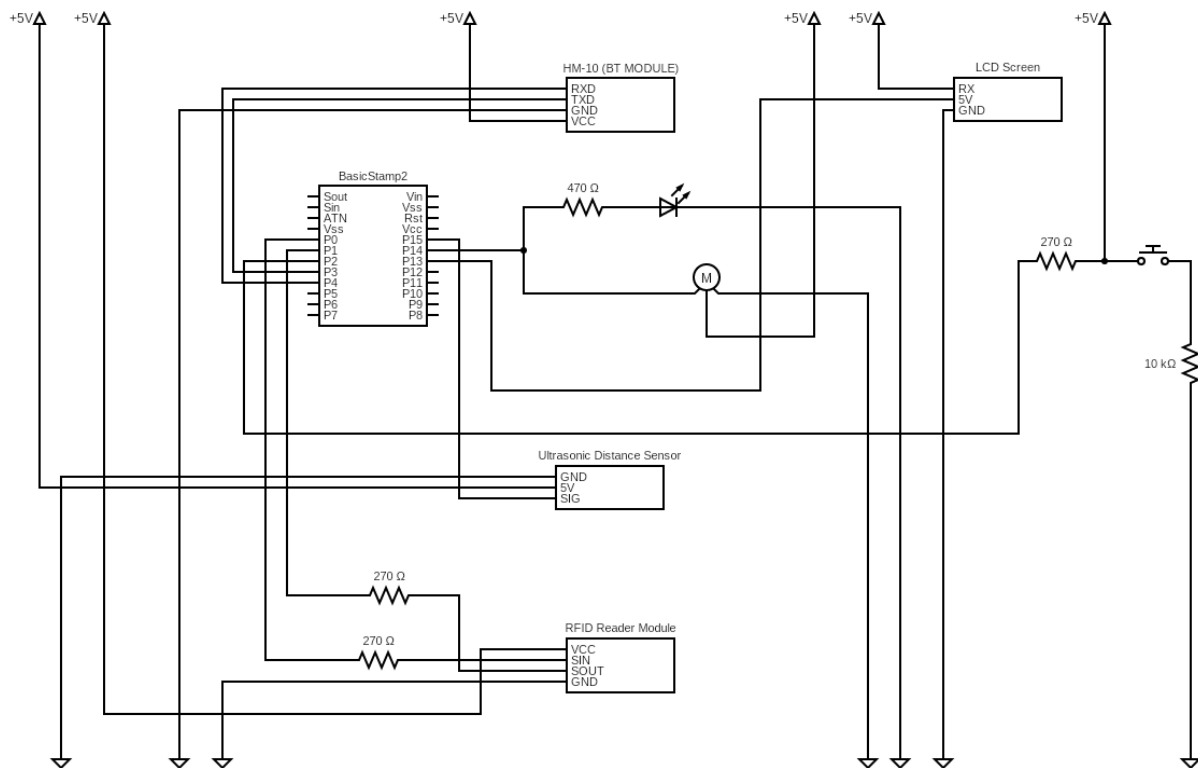 +5V
+5V
+5V
+5V
+5V
+5V
HM-10 (BT MODULE)
RXD
TXD
GND
VCC
LCD Screen
RX
5V
GND
BasicStamp2
Sout
Sin
ATN
Vss
P0
P1
P2
P3
P4
P5
P6
P7
Vin
Vss
Rst
Vcc
P15
P14
P13
P12
P11
P10
P9
P8
470 Ω
M
270 Ω
10 kΩ
Ultrasonic Distance Sensor
GND
5V
SIG
270 Ω
270 Ω
RFID Reader Module
VCC
SIN
SOUT
GND